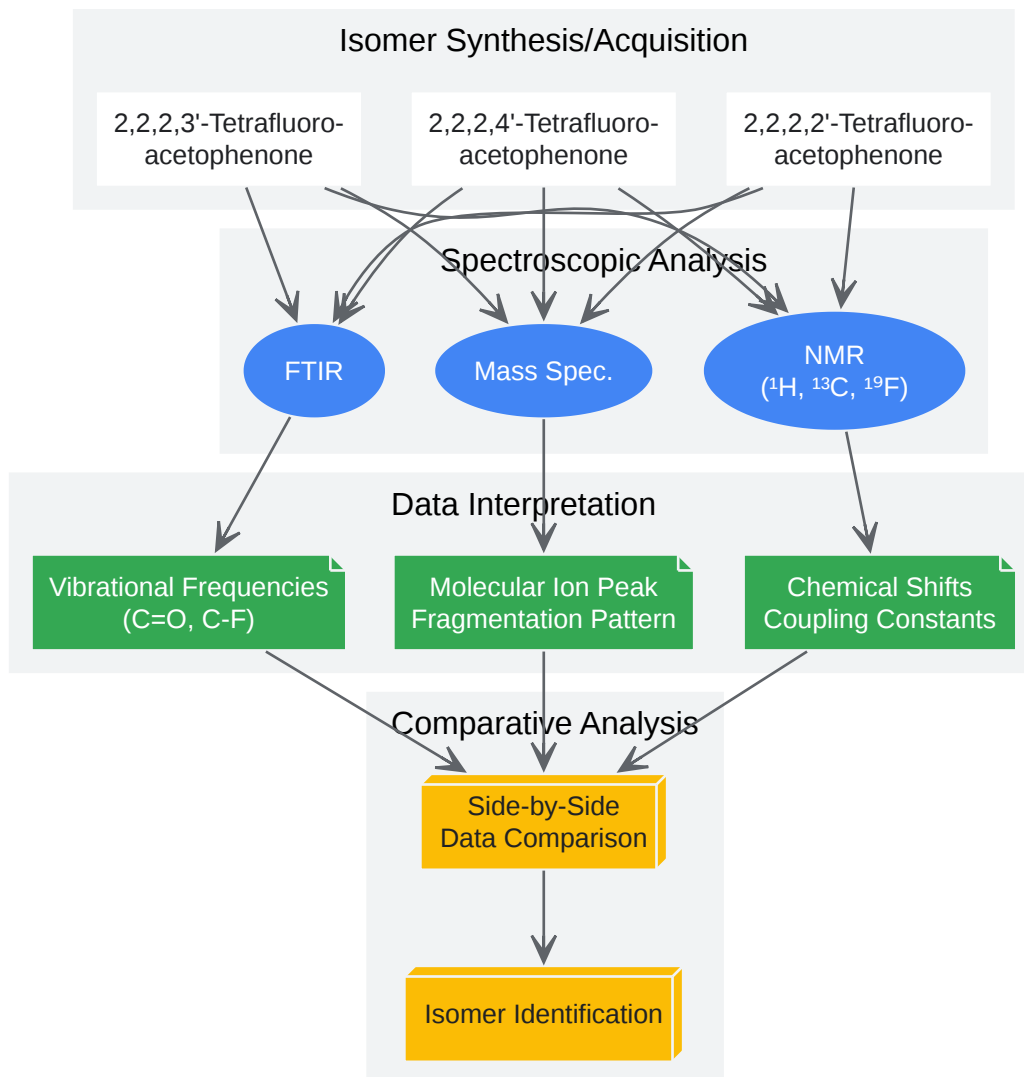 Isomer Synthesis/Acquisition
2,2,2,3'-Tetrafluoro-
acetophenone
2,2,2,4'-Tetrafluoro-
acetophenone
2,2,2,2'-Tetrafluoro-
acetophenone
Spectroscopic Analysis
FTIR
Mass Spec.
NMR
(¹H, ¹³C, ¹⁹F)
Data Interpretation
Vibrational Frequencies
(C=O, C-F)
Molecular Ion Peak
Fragmentation Pattern
Chemical Shifts
Coupling Constants
Comparative Analysis
Side-by-Side
Data Comparison
Isomer Identification